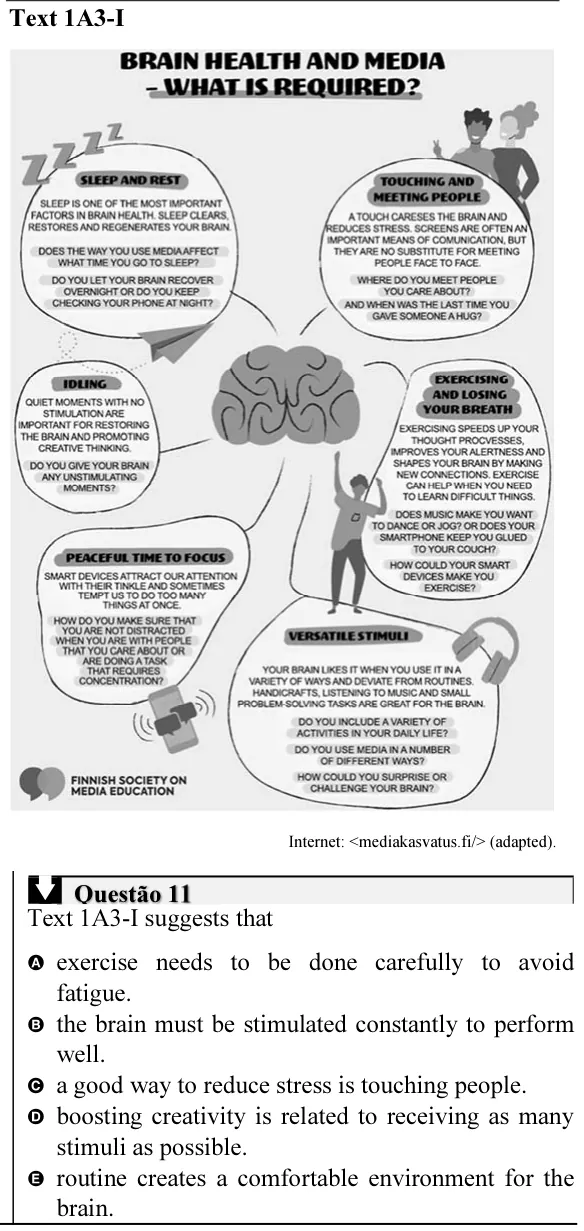 Text 1A3-I
BRAIN HEALTH AND MEDIA
– WHAT IS REQUIRED?
ZZZZ
SLEEP AND REST
SLEEP IS ONE OF THE MOST IMPORTANT
FACTORS IN BRAIN HEALTH. SLEEP CLEARS,
RESTORES AND REGENERATES YOUR BRAIN.
DOES THE WAY YOU USE MEDIA AFFECT
WHAT TIME YOU GO TO SLEEP?
DO YOU LET YOUR BRAIN RECOVER
OVERNIGHT OR DO YOU KEEP
CHECKING YOUR PHONE AT NIGHT?
TOUCHING AND
MEETING PEOPLE
A TOUCH CARESES THE BRAIN AND
REDUCES STRESS. SCREENS ARE OFTEN AN
IMPORTANT MEANS OF COMUNICATION, BUT
THEY ARE NO SUBSTITUTE FOR MEETING
PEOPLE FACE TO FACE.
WHERE DO YOU MEET PEOPLE
YOU CARE ABOUT?
AND WHEN WAS THE LAST TIME YOU
GAVE SOMEONE A HUG?
IDLING
QUIET MOMENTS WITH NO
STIMULATION ARE
IMPORTANT FOR RESTORING
THE BRAIN AND PROMOTING
CREATIVE THINKING.
DO YOU GIVE YOUR BRAIN
ANY UNSTIMULATING
MOMENTS?
EXERCISING
AND LOSING
YOUR BREATH
EXERCISING SPEEDS UP YOUR
THOUGHT PROCVESSES,
IMPROVES YOUR ALERTNESS AND
SHAPES YOUR BRAIN BY MAKING
NEW CONNECTIONS. EXERCISE
CAN HELP WHEN YOU NEED
TO LEARN DIFFICULT THINGS.
DOES MUSIC MAKE YOU WANT
TO DANCE OR JOG? OR DOES YOUR
SMARTPHONE KEEP YOU GLUED
TO YOUR COUCH?
HOW COULD YOUR SMART
DEVICES MAKE YOU
EXERCISE?
PEACEFUL TIME TO FOCUS
SMART DEVICES ATTRACT OUR ATTENTION
WITH THEIR TINKLE AND SOMETIMES
TEMPT US TO DO TOO MANY
THINGS AT ONCE.
HOW DO YOU MAKE SURE THAT
YOU ARE NOT DISTRACTED
WHEN YOU ARE WITH PEOPLE
THAT YOU CARE ABOUT OR
ARE DOING A TASK
THAT REQUIRES
CONCENTRATION?
VERSATILE STIMULI
YOUR BRAIN LIKES IT WHEN YOU USE IT IN A
VARIETY OF WAYS AND DEVIATE FROM ROUTINES.
HANDICRAFTS, LISTENING TO MUSIC AND SMALL
PROBLEM-SOLVING TASKS ARE GREAT FOR THE BRAIN.
DO YOU INCLUDE A VARIETY OF
ACTIVITIES IN YOUR DAILY LIFE?
DO YOU USE MEDIA IN A NUMBER
OF DIFFERENT WAYS?
HOW COULD YOU SURPRISE OR
CHALLENGE YOUR BRAIN?
FINNISH SOCIETY ON
MEDIA EDUCATION
Internet: <mediakasvatus.fi/> (adapted).
Questão 11
Text 1A3-I suggests that
A exercise needs to be done carefully to avoid
fatigue.
B the brain must be stimulated constantly to perform
well.
C a good way to reduce stress is touching people.
D boosting creativity is related to receiving as many
stimuli as possible.
E routine creates a comfortable environment for the
brain.